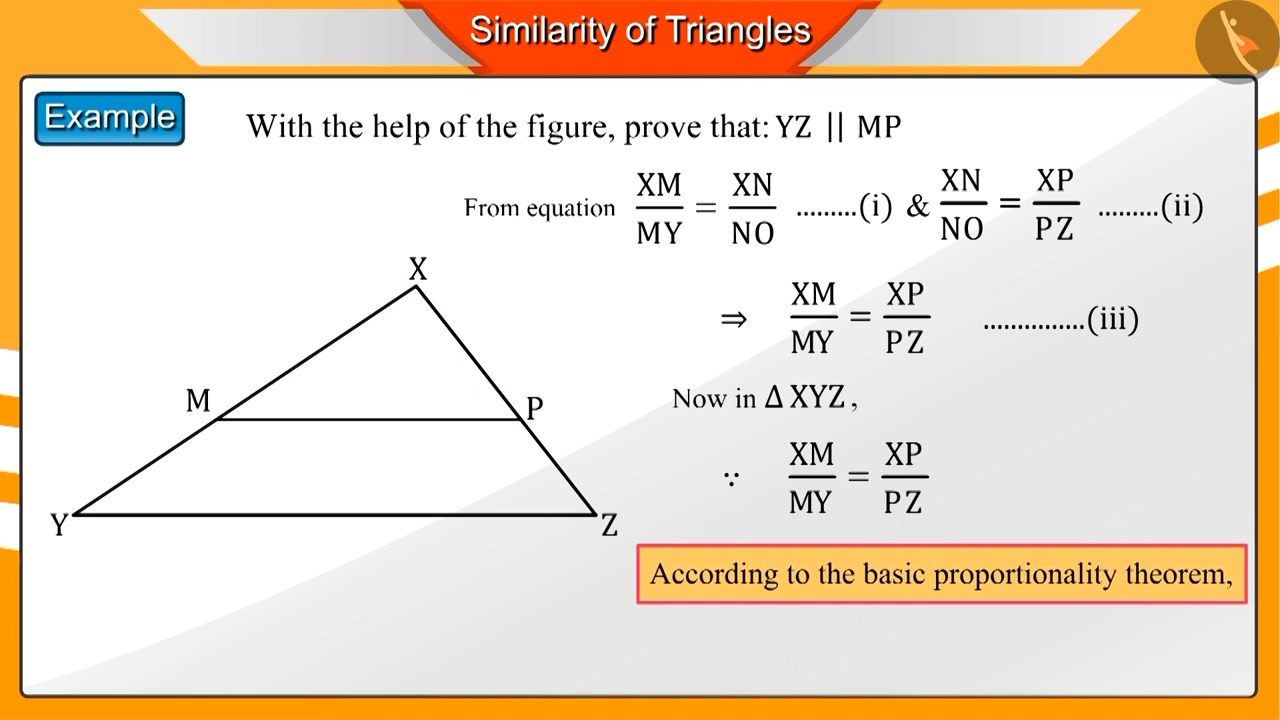 Similarity of Triangles
Example
With the help of the figure, prove that: YZ || MP
From equation XM/MY = XN/NO .........(i) & XN/NO = XP/PZ .........(ii)
⇒ XM/MY = XP/PZ ...............(iii)
Now in Δ XYZ ,
∵ XM/MY = XP/PZ
According to the basic proportionality theorem,
X
M
P
Y
Z